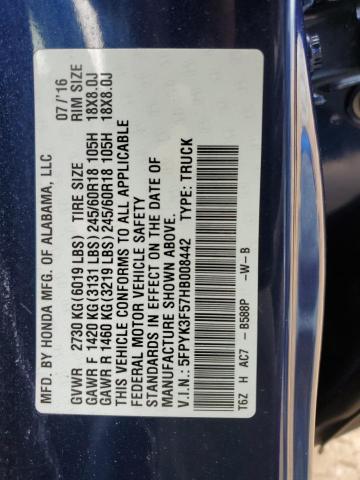 MFD. BY HONDA MFG. OF ALABAMA, LLC 07/'16
GVWR 2730 KG (6019 LBS) TIRE SIZE RIM SIZE
GAWR F 1420 KG (3131 LBS) 245/60R18 105H 18X8.0J
GAWR R 1460 KG (3219 LBS) 245/60R18 105H 18X8.0J
THIS VEHICLE CONFORMS TO ALL APPLICABLE
FEDERAL MOTOR VEHICLE SAFETY
STANDARDS IN EFFECT ON THE DATE OF
MANUFACTURE SHOWN ABOVE.
V.I.N.: 5FPYK3F57HB008442 TYPE: TRUCK
T6Z H AC7 - B588P -W-B